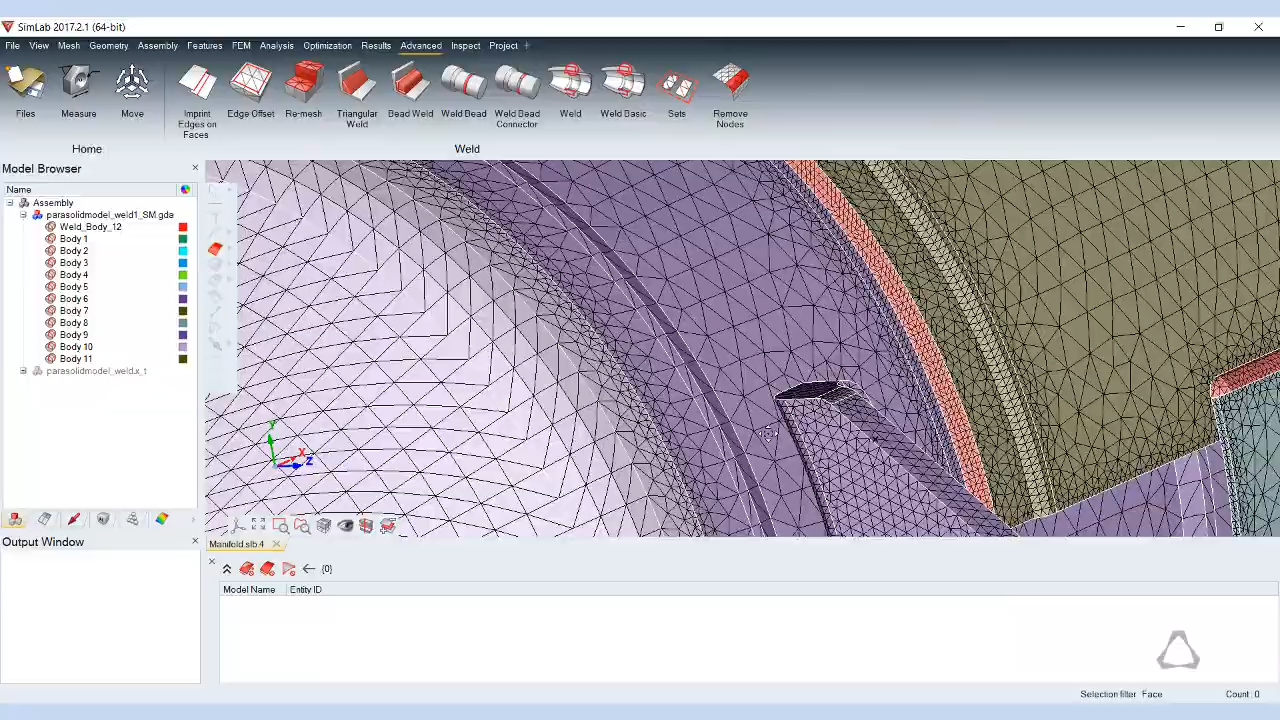 SimLab 2017.2.1 (64-bit)
File View Mesh Geometry Assembly Features FEM Analysis Optimization Results Advanced Inspect Project +
Files Measure Move Imprint Edges on Faces Edge Offset Re-mesh Triangular Weld Bead Weld Weld Bead Weld Bead Connector Weld Weld Basic Sets Remove Nodes
Home Weld
Model Browser
Name
Assembly
parasolidmodel_weld1_SM.gda
Weld_Body_12
Body 1
Body 2
Body 3
Body 4
Body 5
Body 6
Body 7
Body 8
Body 9
Body 10
Body 11
parasolidmodel_weld.x_t
Y
X
Z
Output Window
Manifold.slb.4
{0}
Model Name Entity ID
Selection filter Face Count: 0